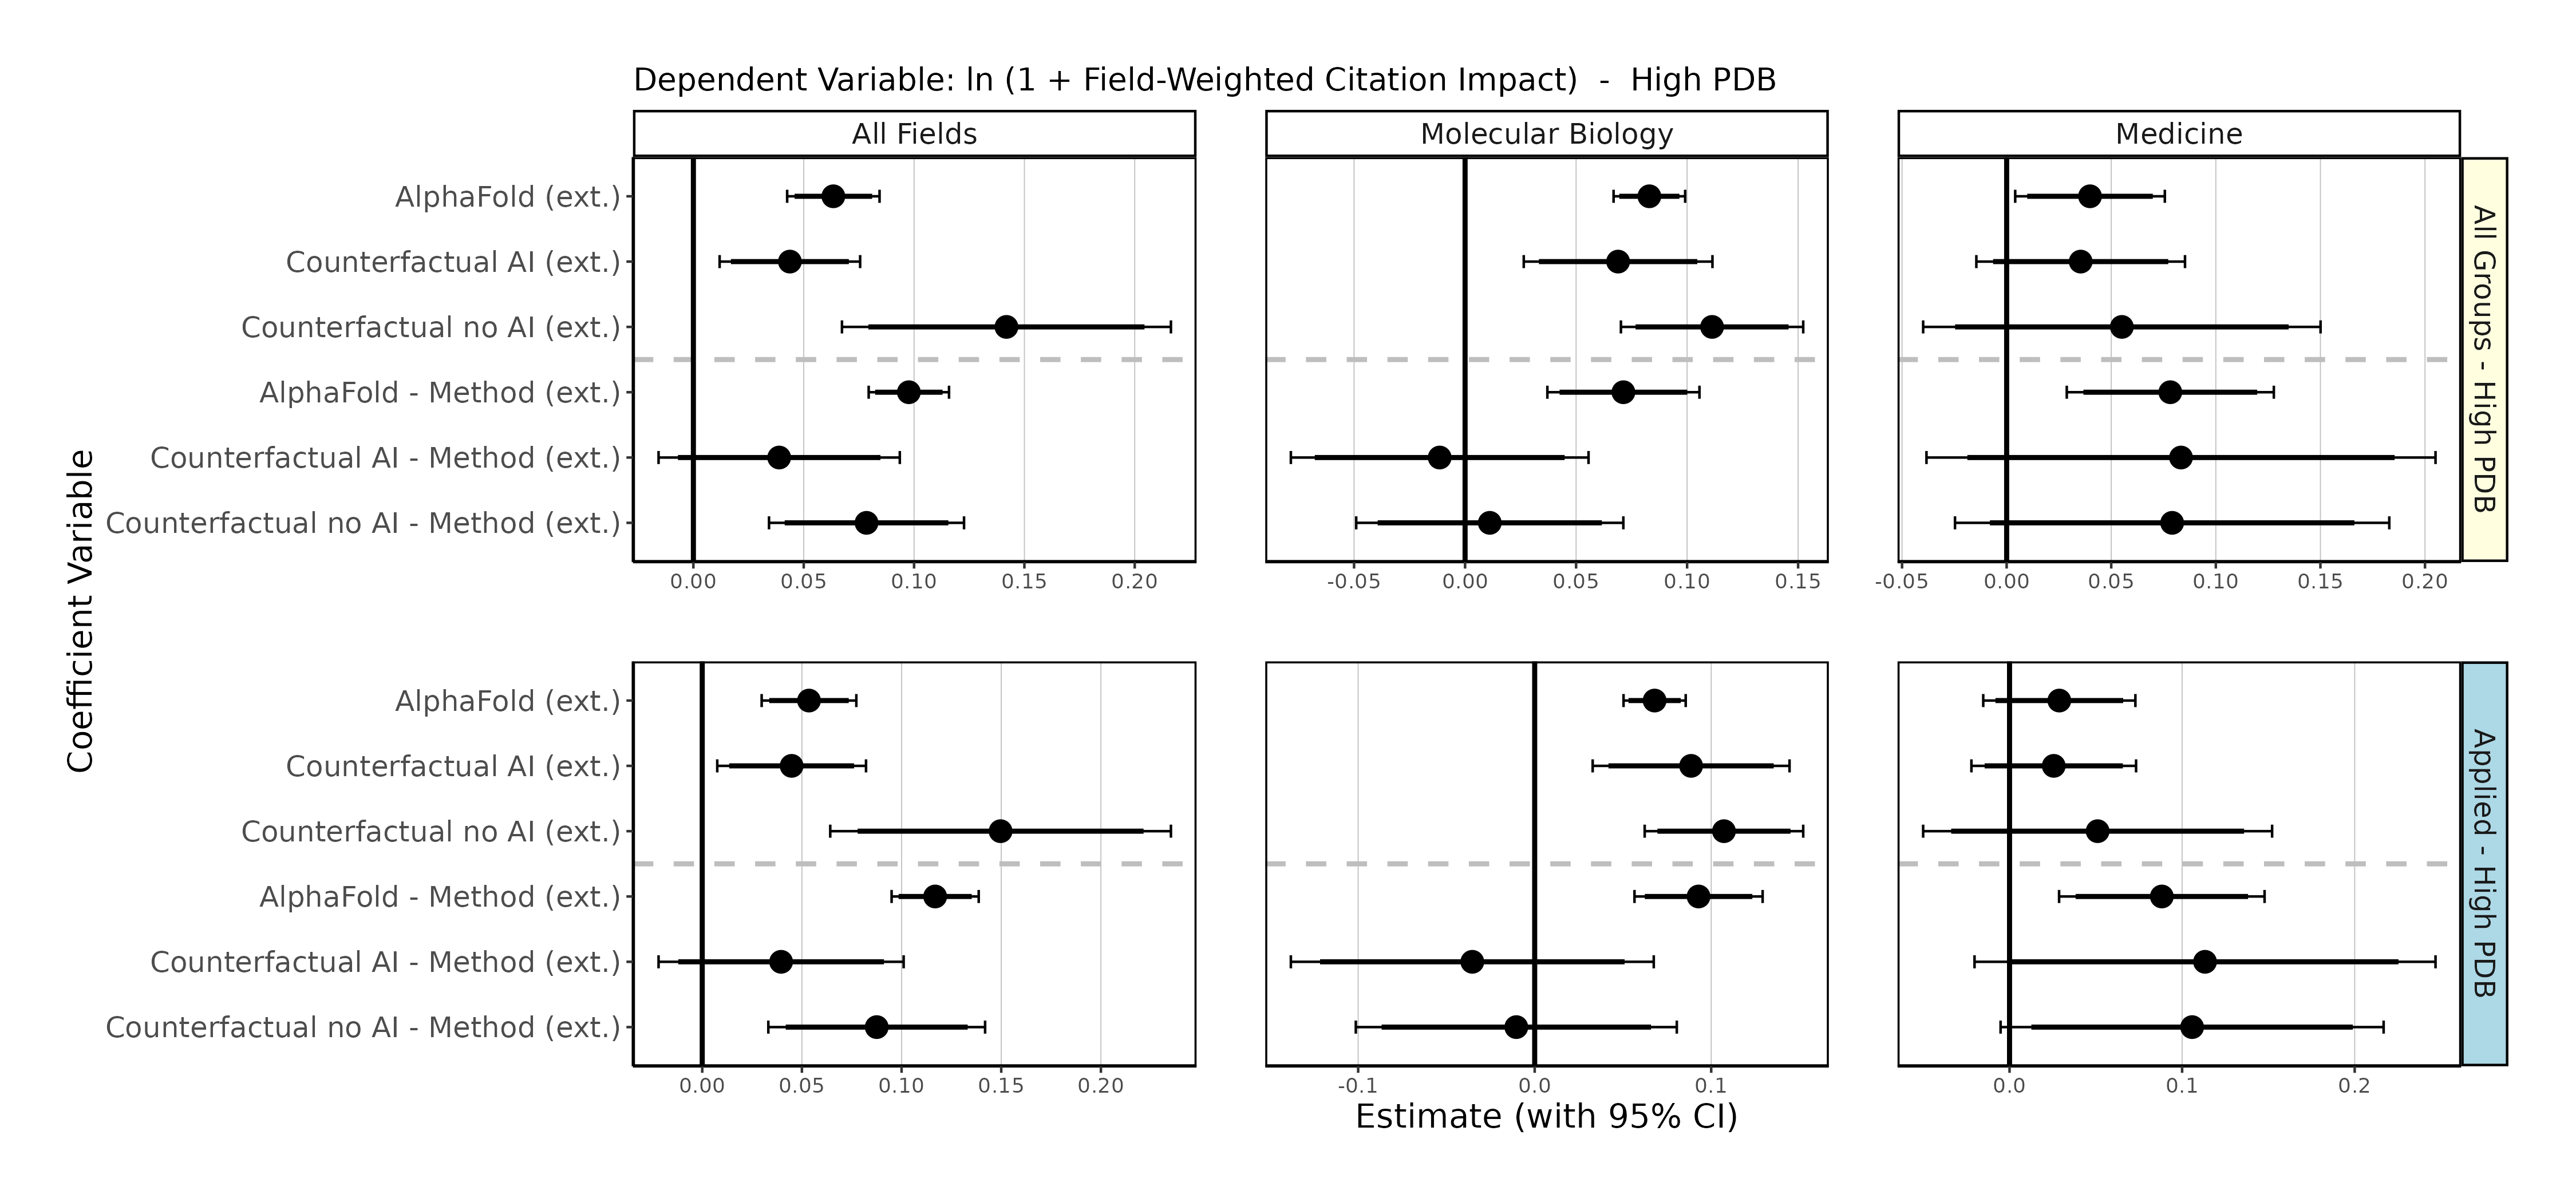 Dependent Variable: ln (1 + Field-Weighted Citation Impact)  -  High PDB
All Fields
Molecular Biology
Medicine
Coefficient Variable
AlphaFold (ext.)
Counterfactual AI (ext.)
Counterfactual no AI (ext.)
AlphaFold - Method (ext.)
Counterfactual AI - Method (ext.)
Counterfactual no AI - Method (ext.)
All Groups - High PDB
0.00 0.05 0.10 0.15 0.20
-0.05 0.00 0.05 0.10 0.15
-0.05 0.00 0.05 0.10 0.15 0.20
AlphaFold (ext.)
Counterfactual AI (ext.)
Counterfactual no AI (ext.)
AlphaFold - Method (ext.)
Counterfactual AI - Method (ext.)
Counterfactual no AI - Method (ext.)
Applied - High PDB
0.00 0.05 0.10 0.15 0.20
-0.1 0.0 0.1
0.0 0.1 0.2
Estimate (with 95% CI)